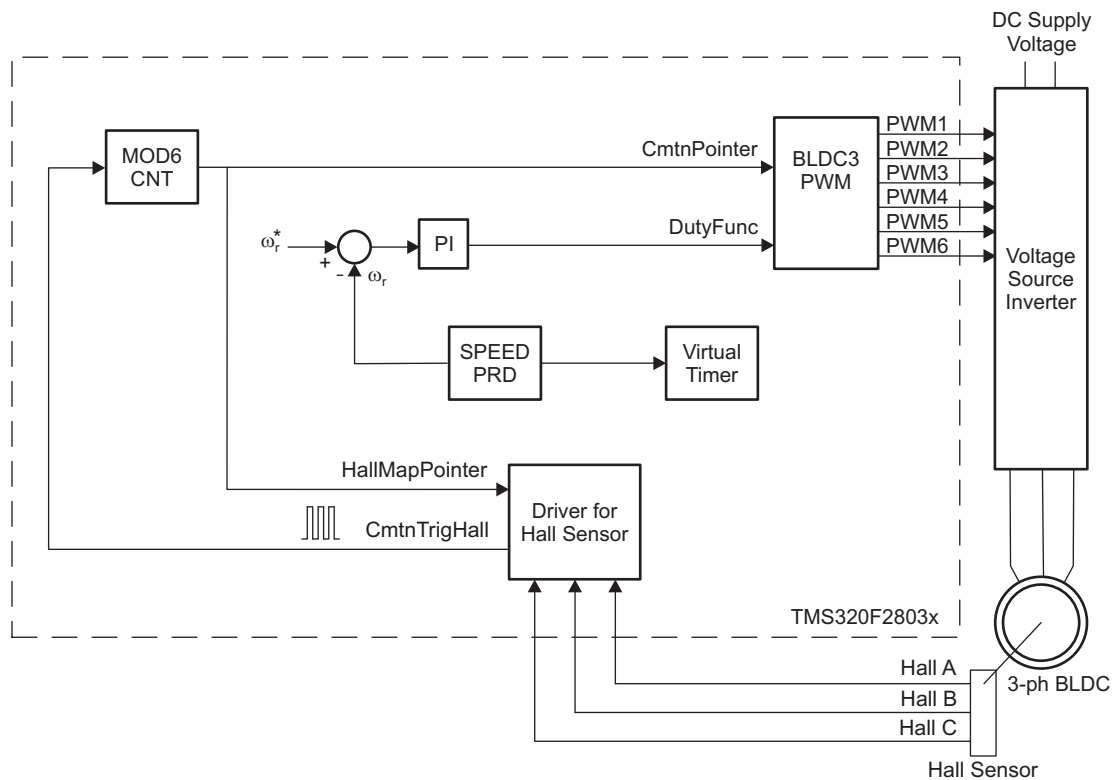 DC Supply
Voltage
MOD6
CNT
CmtnPointer
BLDC3
PWM
PWM1
PWM2
PWM3
PWM4
PWM5
PWM6
ω*r
+
-
ωr
PI
DutyFunc
Voltage
Source
Inverter
SPEED
PRD
Virtual
Timer
HallMapPointer
CmtnTrigHall
Driver for
Hall Sensor
TMS320F2803x
Hall A
Hall B
Hall C
3-ph BLDC
Hall Sensor